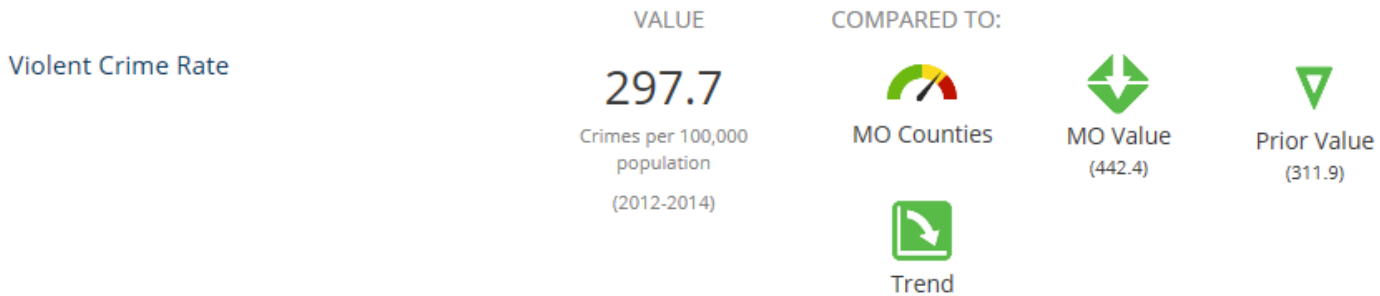 VALUE
COMPARED TO:
Violent Crime Rate
297.7
Crimes per 100,000
population
(2012-2014)
MO Counties
MO Value
(442.4)
Prior Value
(311.9)
Trend